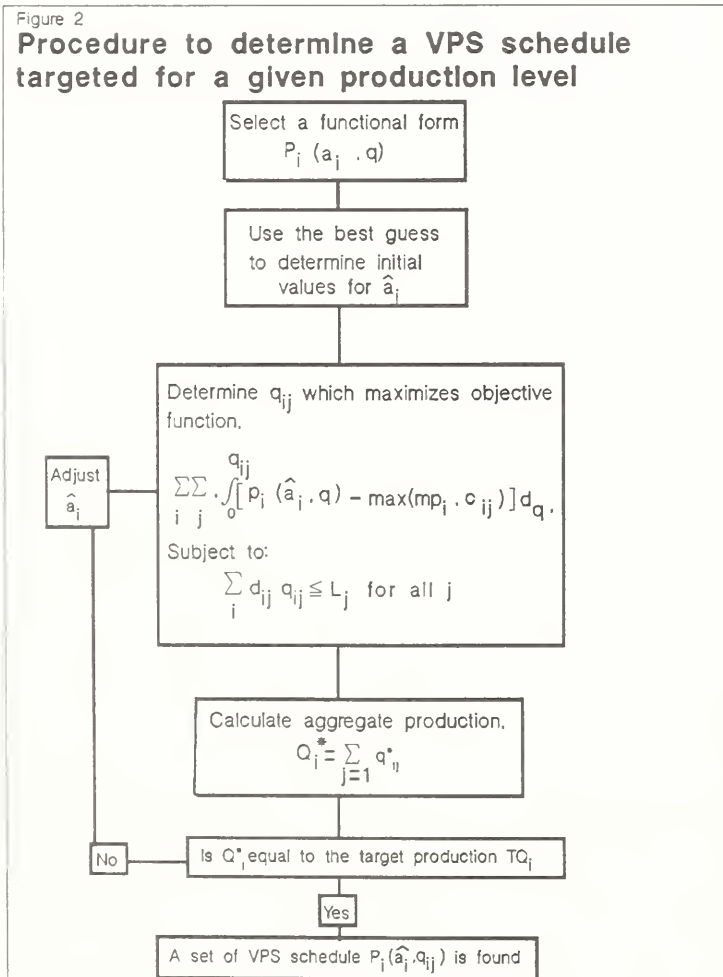 Figure 2
Procedure to determine a VPS schedule
targeted for a given production level
Select a functional form
P_i (a_i , q)
Use the best guess
to determine initial
values for â_i
Determine q_ij which maximizes objective
function,
Adjust
â_i
∑_i ∑_j . ∫_0^{q_ij} [ p_i (â_i , q) – max(mp_i , c_ij) ] d_q .
Subject to:
∑_i d_ij q_ij ≦ L_j for all j
Calculate aggregate production,
Q_i^* = ∑_{j=1} q^*_ij
No
Is Q^*_i equal to the target production TQ_i
Yes
A set of VPS schedule P_i(â_i,q_ij) is found